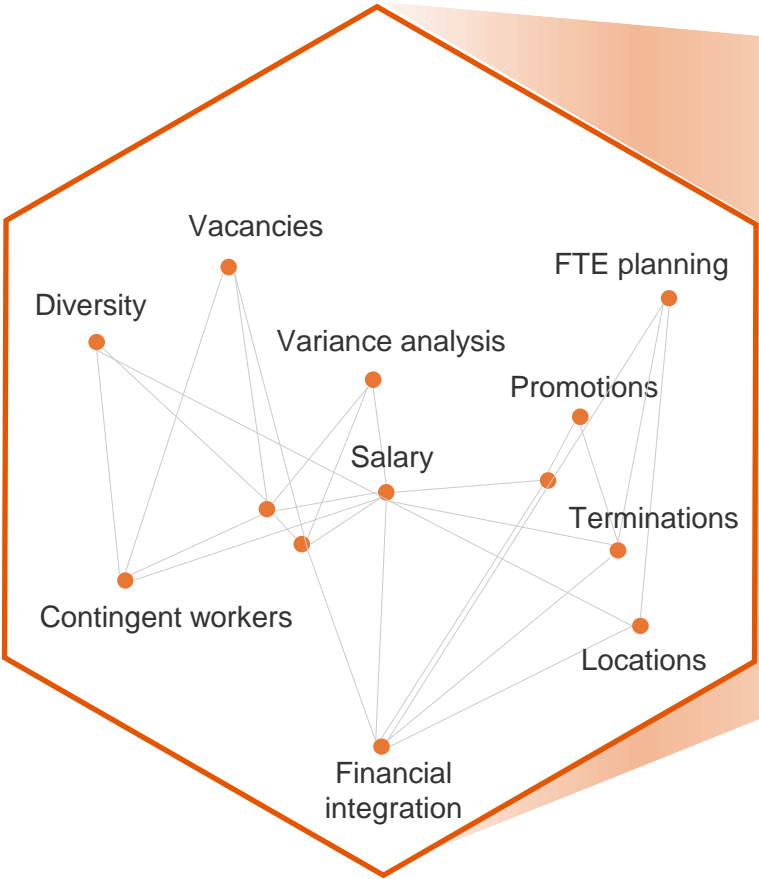 Vacancies
FTE planning
Diversity
Variance analysis
Promotions
Salary
Terminations
Contingent workers
Locations
Financial
integration